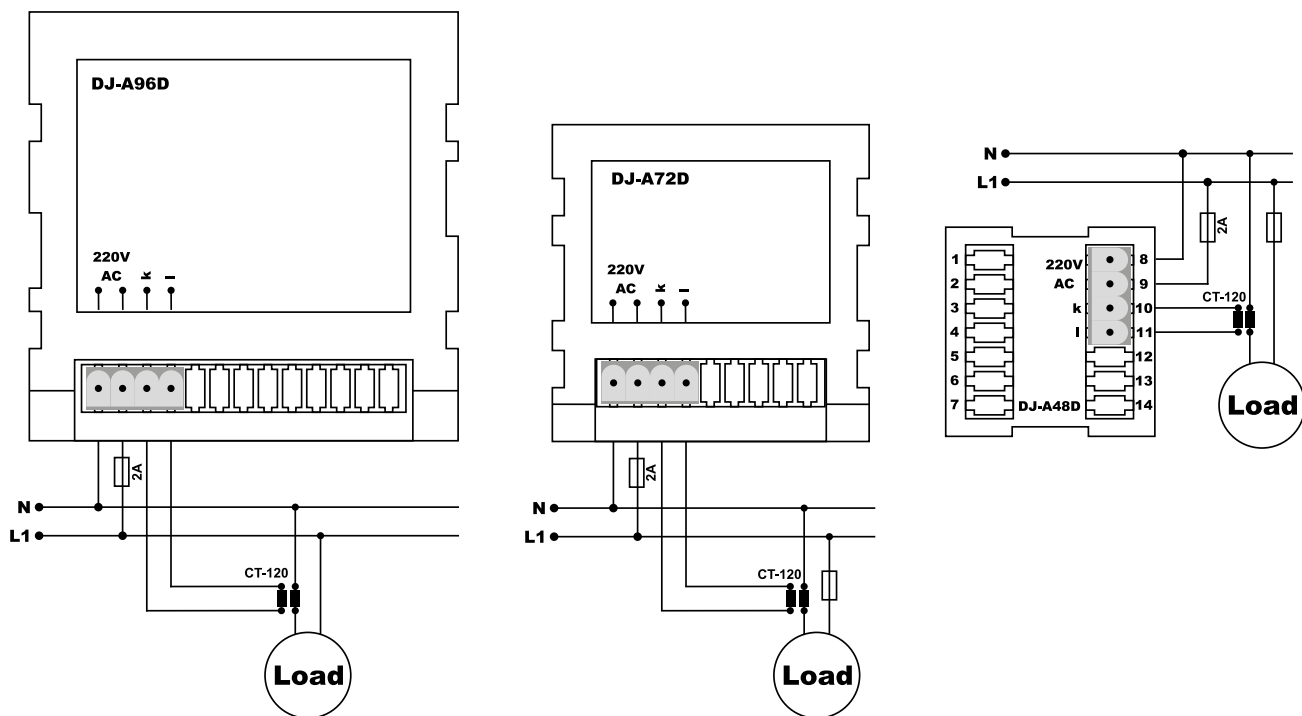 DJ-A96D
220V
AC k l
2A
N
L1
CT-120
Load
DJ-A72D
220V
AC k l
2A
N
L1
CT-120
Load
N
L1
2A
1 220V 8
2 AC 9
3 k 10 CT-120
4 l 11
5 12
6 13
7 DJ-A48D 14
Load